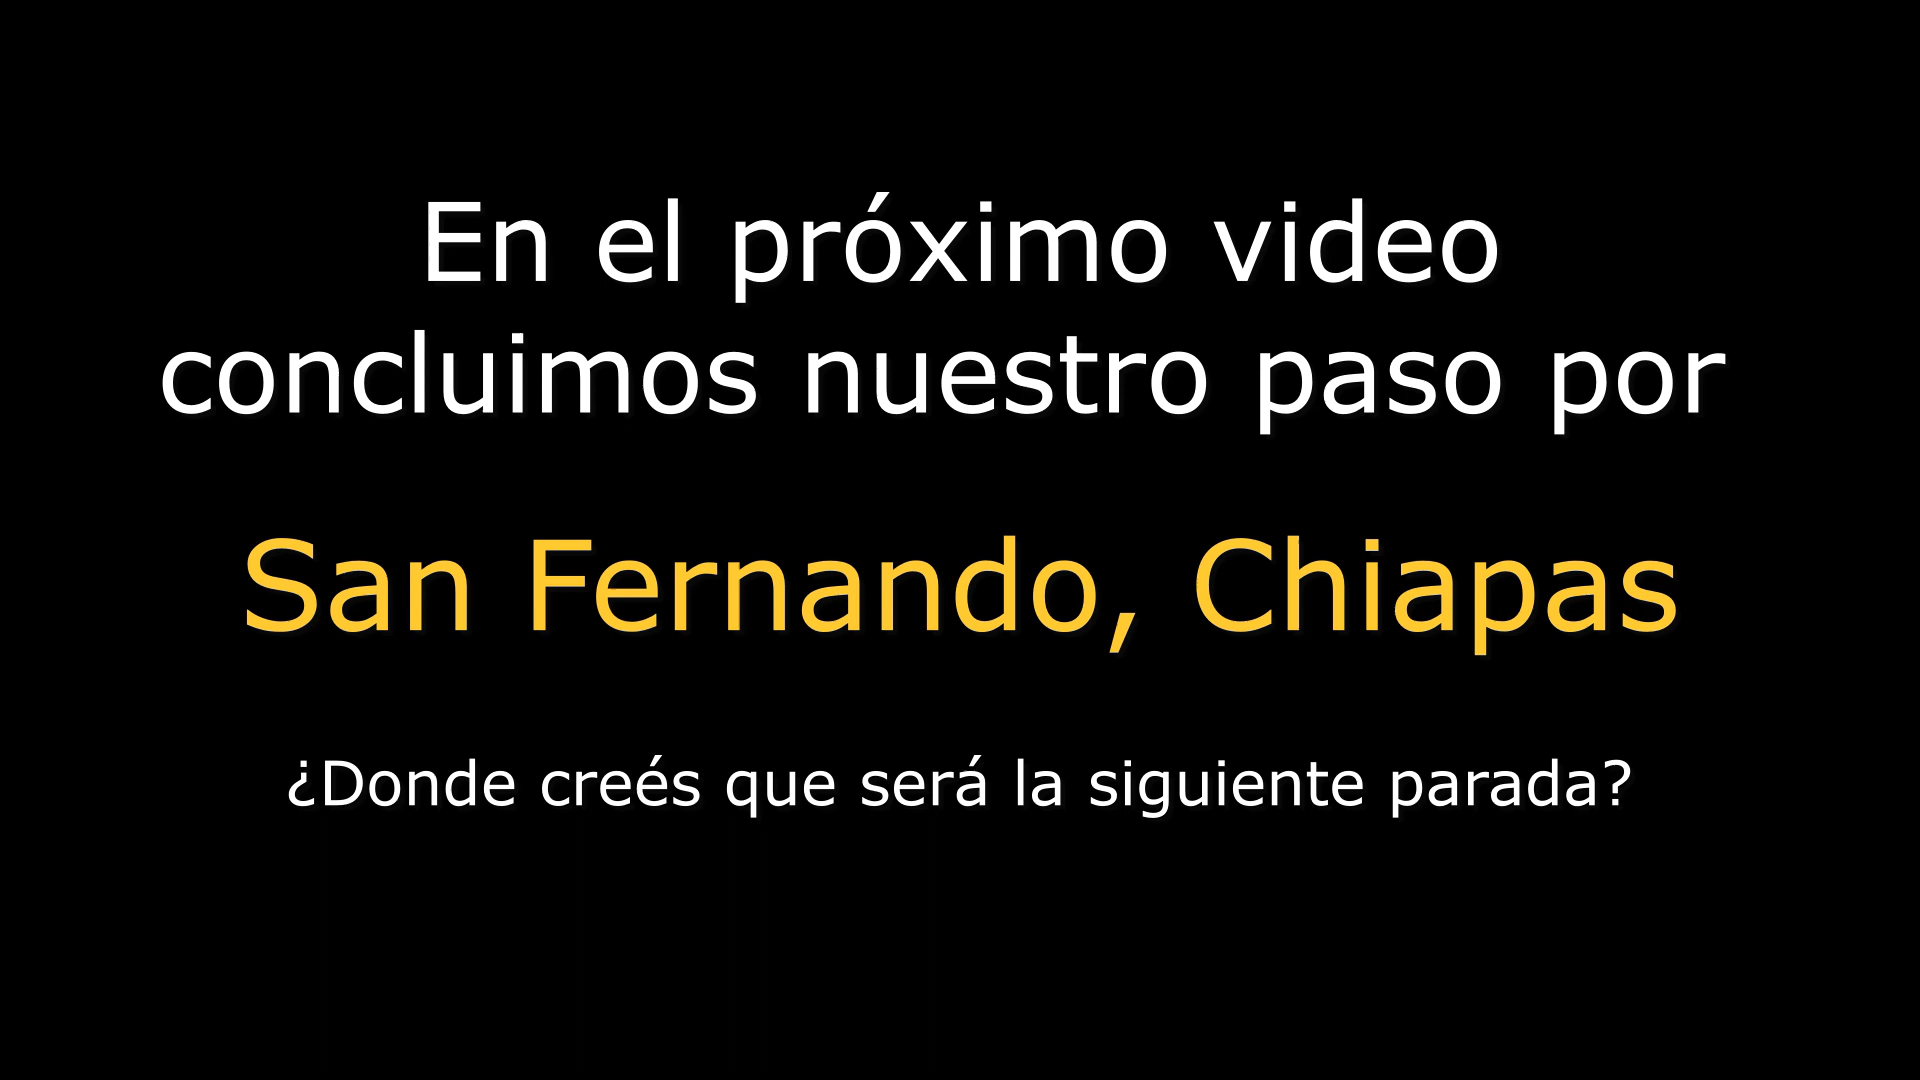 En el próximo video
concluimos nuestro paso por
San Fernando, Chiapas
¿Donde creés que será la siguiente parada?